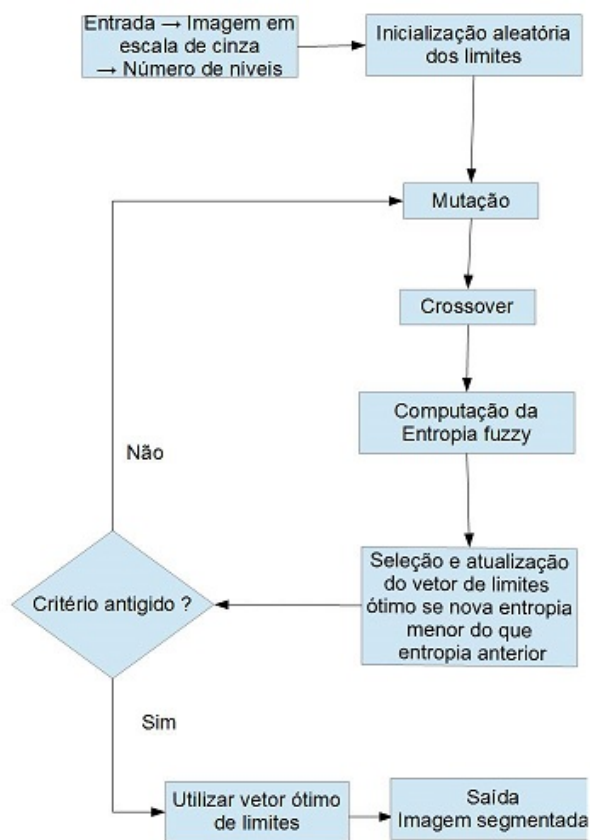 Entrada → Imagem em
escala de cinza
→ Número de níveis
Inicialização aleatória
dos limites
Mutação
Crossover
Computação da
Entropia fuzzy
Seleção e atualização
do vetor de limites
ótimo se nova entropia
menor do que
entropia anterior
Critério antigido ?
Não
Sim
Utilizar vetor ótimo
de limites
Saída
Imagem segmentada